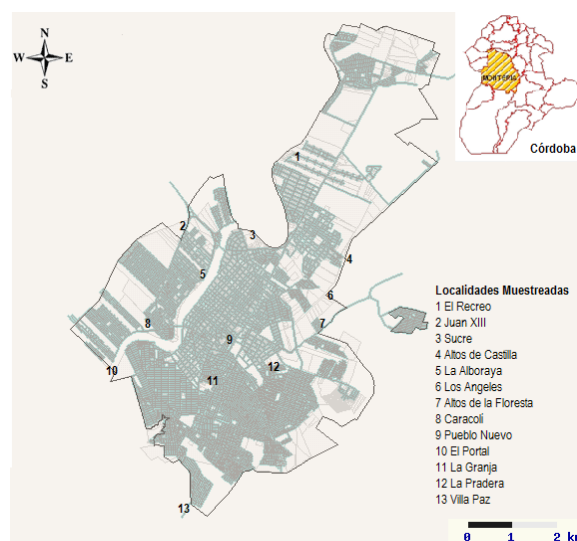 N
W E
S
MONTERIA
Córdoba
1
2
3
4
5
6
7
8
9
10
11
12
13
Localidades Muestreadas
1 El Recreo
2 Juan XIII
3 Sucre
4 Altos de Castilla
5 La Alboraya
6 Los Angeles
7 Altos de la Floresta
8 Caracolí
9 Pueblo Nuevo
10 El Portal
11 La Granja
12 La Pradera
13 Villa Paz
0 1 2 k